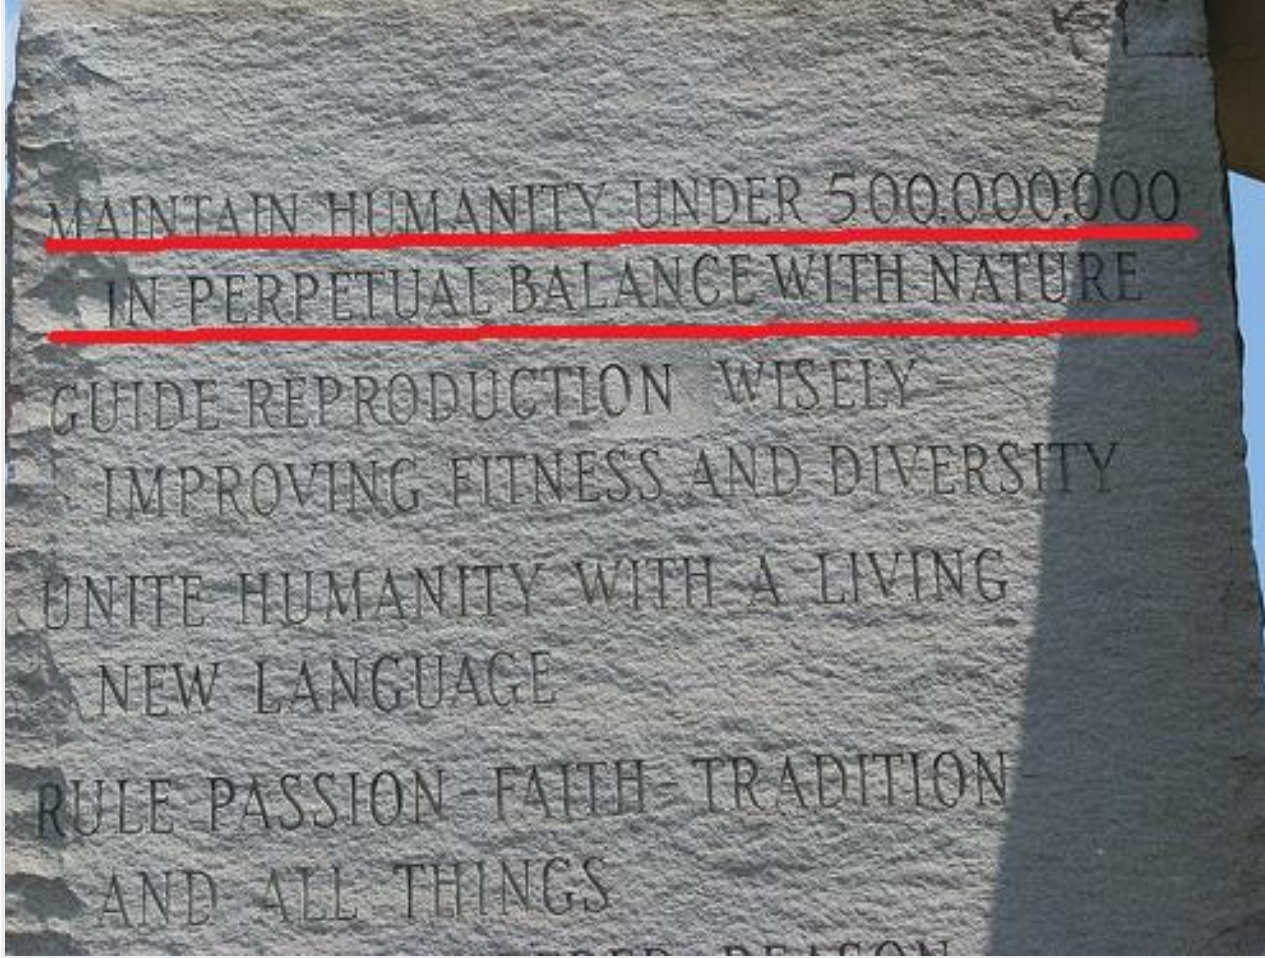 MAINTAIN HUMANITY UNDER 500,000,000
IN PERPETUAL BALANCE WITH NATURE
GUIDE REPRODUCTION WISELY
IMPROVING FITNESS AND DIVERSITY
UNITE HUMANITY WITH A LIVING
NEW LANGUAGE
RULE PASSION - FAITH - TRADITION
AND ALL THINGS
REASON